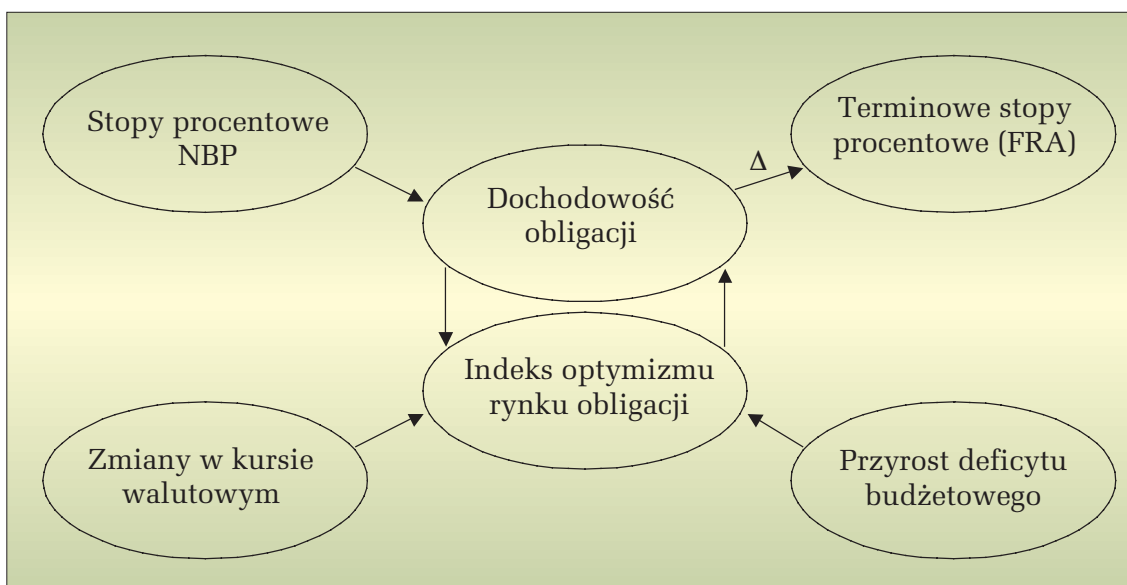 Stopy procentowe
NBP
Terminowe stopy
procentowe (FRA)
Δ
Dochodowość
obligacji
Indeks optymizmu
rynku obligacji
Zmiany w kursie
walutowym
Przyrost deficytu
budżetowego